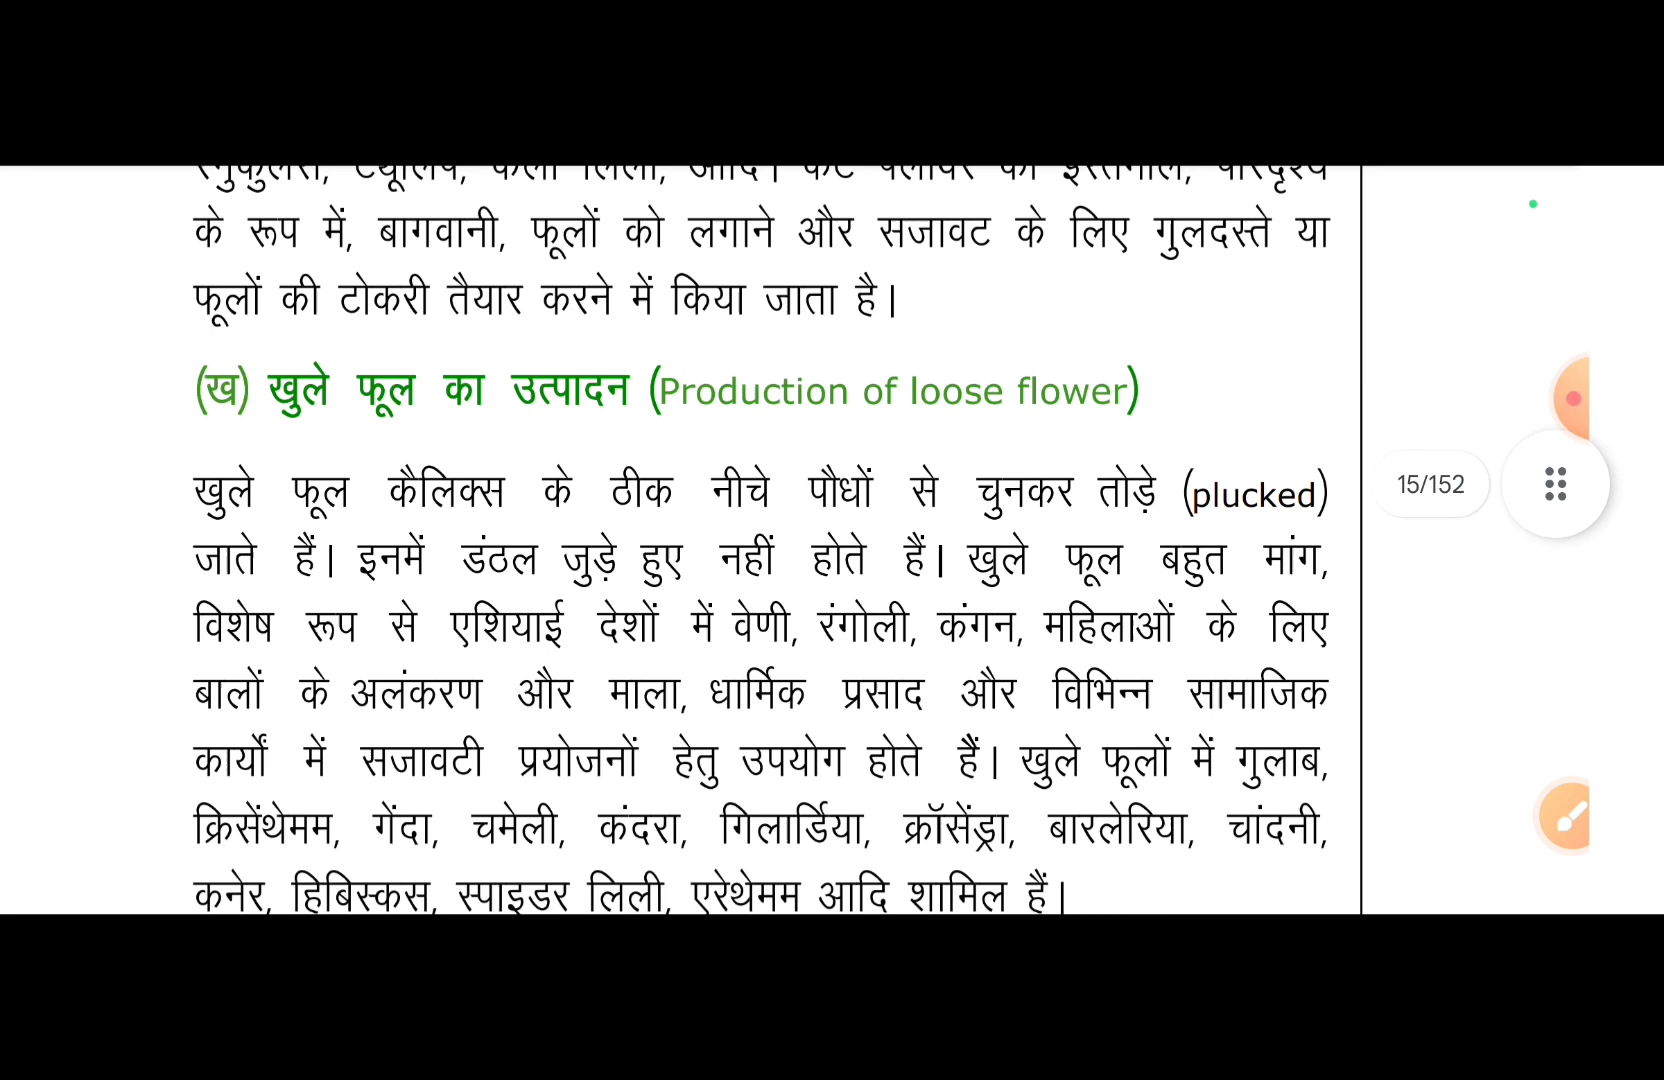 के रूप में, बागवानी, फूलों को लगाने और सजावट के लिए गुलदस्ते या
फूलों की टोकरी तैयार करने में किया जाता है।
(ख) खुले फूल का उत्पादन (Production of loose flower)
खुले फूल कैलिक्स के ठीक नीचे पौधों से चुनकर तोड़े (plucked)
15/152
जाते हैं। इनमें डंठल जुड़े हुए नहीं होते हैं। खुले फूल बहुत मांग,
विशेष रूप से एशियाई देशों में वेणी, रंगोली, कंगन, महिलाओं के लिए
बालों के अलंकरण और माला, धार्मिक प्रसाद और विभिन्न सामाजिक
कार्यों में सजावटी प्रयोजनों हेतु उपयोग होते हैं। खुले फूलों में गुलाब,
क्रिसेंथेमम, गेंदा, चमेली, कंदरा, गिलार्डिया, क्रॉसेंड्रा, बारलेरिया, चांदनी,
कनेर, हिबिस्कस, स्पाइडर लिली, एरेथेमम आदि शामिल हैं।